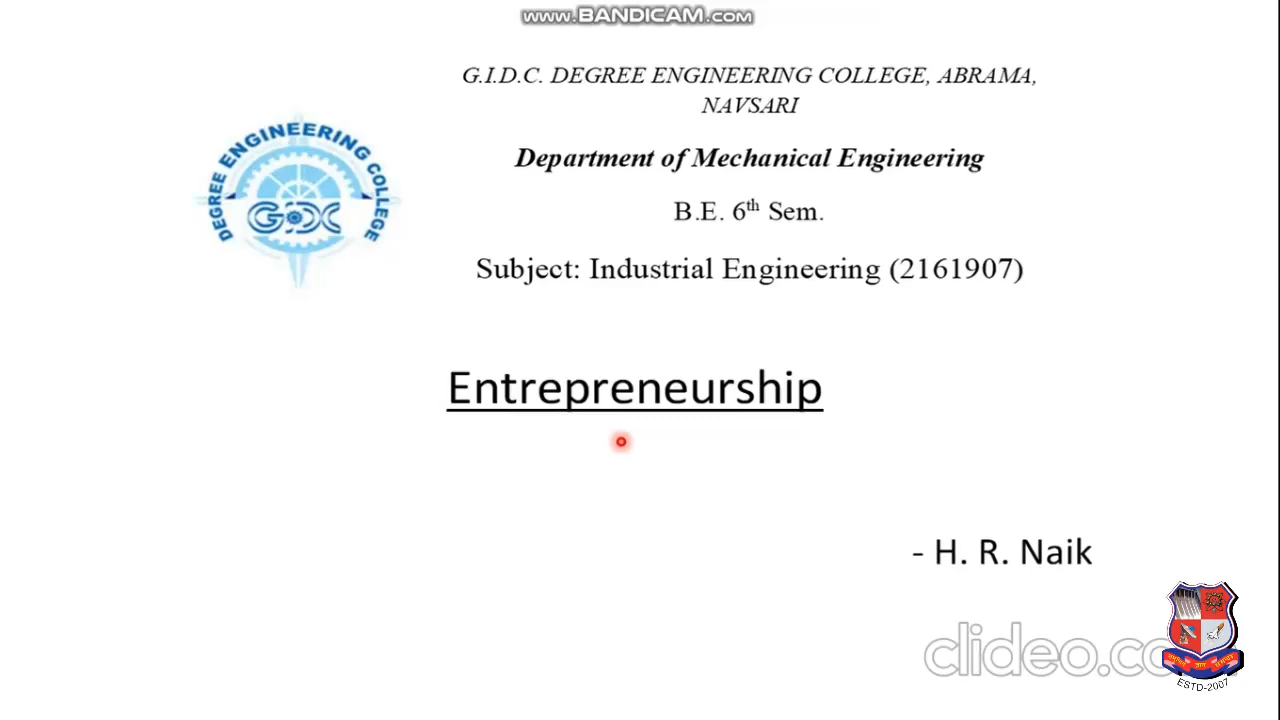 www.BANDICAM.com
G.I.D.C. DEGREE ENGINEERING COLLEGE, ABRAMA,
NAVSARI
DEGREE ENGINEERING COLLEGE
GIDC
Department of Mechanical Engineering
B.E. 6th Sem.
Subject: Industrial Engineering (2161907)
Entrepreneurship
- H. R. Naik
clideo.co
ESTD-2007